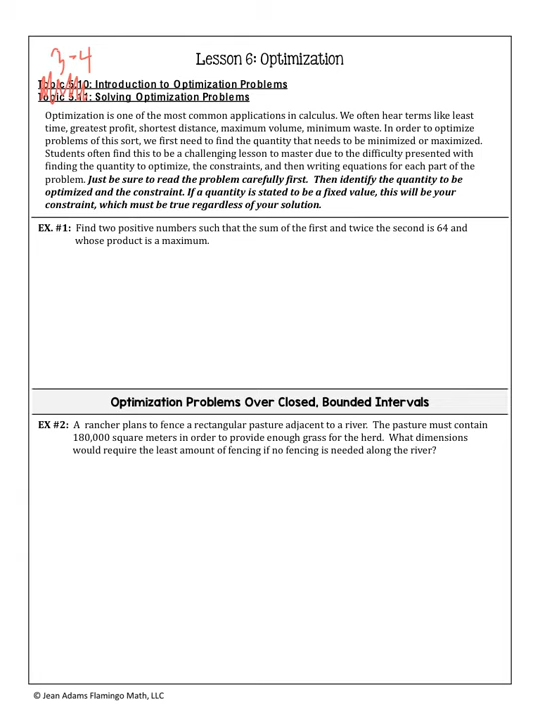 3-4
Lesson 6: Optimization
Topic 5.10: Introduction to Optimization Problems
Topic 5.11: Solving Optimization Problems
Optimization is one of the most common applications in calculus. We often hear terms like least
time, greatest profit, shortest distance, maximum volume, minimum waste. In order to optimize
problems of this sort, we first need to find the quantity that needs to be minimized or maximized.
Students often find this to be a challenging lesson to master due to the difficulty presented with
finding the quantity to optimize, the constraints, and then writing equations for each part of the
problem. Just be sure to read the problem carefully first. Then identify the quantity to be
optimized and the constraint. If a quantity is stated to be a fixed value, this will be your
constraint, which must be true regardless of your solution.
EX. #1: Find two positive numbers such that the sum of the first and twice the second is 64 and
whose product is a maximum.
Optimization Problems Over Closed, Bounded Intervals
EX #2: A rancher plans to fence a rectangular pasture adjacent to a river. The pasture must contain
180,000 square meters in order to provide enough grass for the herd. What dimensions
would require the least amount of fencing if no fencing is needed along the river?
© Jean Adams Flamingo Math, LLC